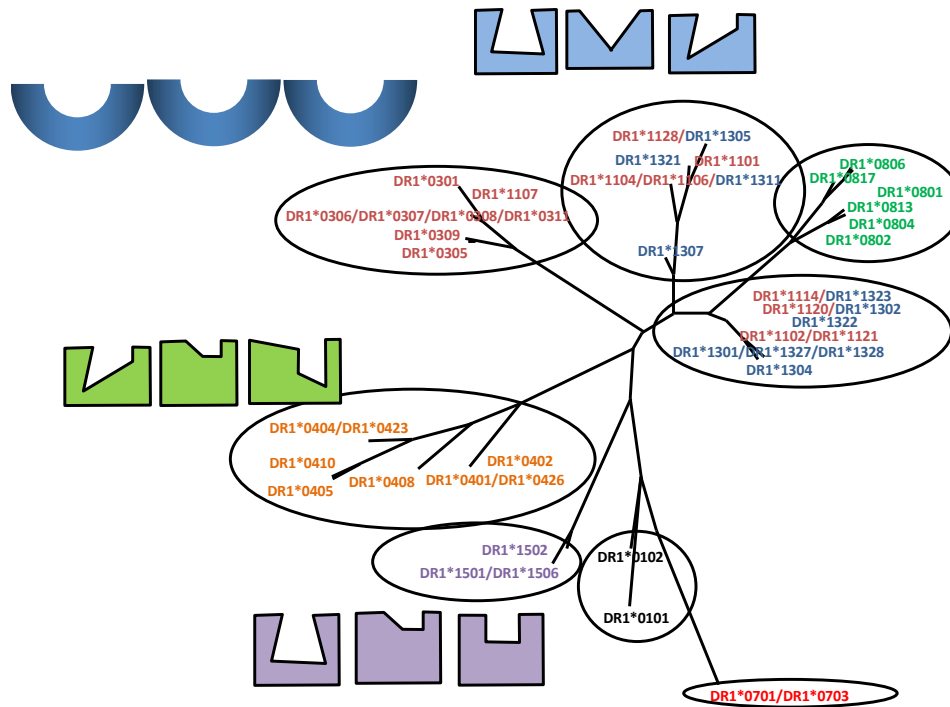 DR1*1128/DR1*1305
DR1*1321
DR1*1101
DR1*1104/DR1*1106/DR1*1311
DR1*1307
DR1*0806
DR1*0817
DR1*0801
DR1*0813
DR1*0804
DR1*0802
DR1*0301
DR1*1107
DR1*0306/DR1*0307/DR1*0308/DR1*0311
DR1*0309
DR1*0305
DR1*1114/DR1*1323
DR1*1120/DR1*1302
DR1*1322
DR1*1102/DR1*1121
DR1*1301/DR1*1327/DR1*1328
DR1*1304
DR1*0404/DR1*0423
DR1*0410
DR1*0402
DR1*0405
DR1*0408
DR1*0401/DR1*0426
DR1*1502
DR1*1501/DR1*1506
DR1*0102
DR1*0101
DR1*0701/DR1*0703